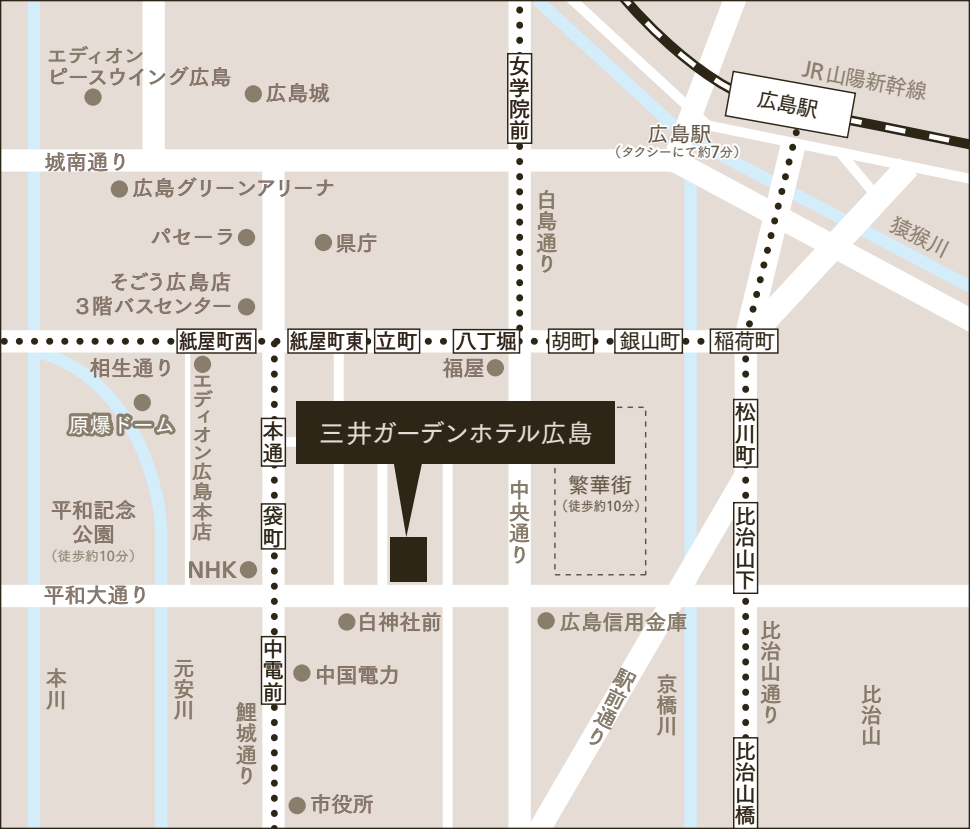 エディオン
ピースウイング広島
広島城
女学院前
JR山陽新幹線
広島駅
広島駅
（タクシーにて約7分）
城南通り
広島グリーンアリーナ
白島通り
猿猴川
パセーラ
県庁
そごう広島店
３階バスセンター
紙屋町西
紙屋町東
立町
八丁堀
胡町
銀山町
稲荷町
相生通り
エディオン広島本店
福屋
原爆ドーム
本通
三井ガーデンホテル広島
松川町
繁華街
（徒歩約10分）
中央通り
平和記念
公園
（徒歩約10分）
袋町
比治山下
NHK
平和大通り
白神社前
広島信用金庫
比治山通り
中電前
中国電力
本川
元安川
鯉城通り
駅前通り
京橋川
比治山
比治山橋
市役所